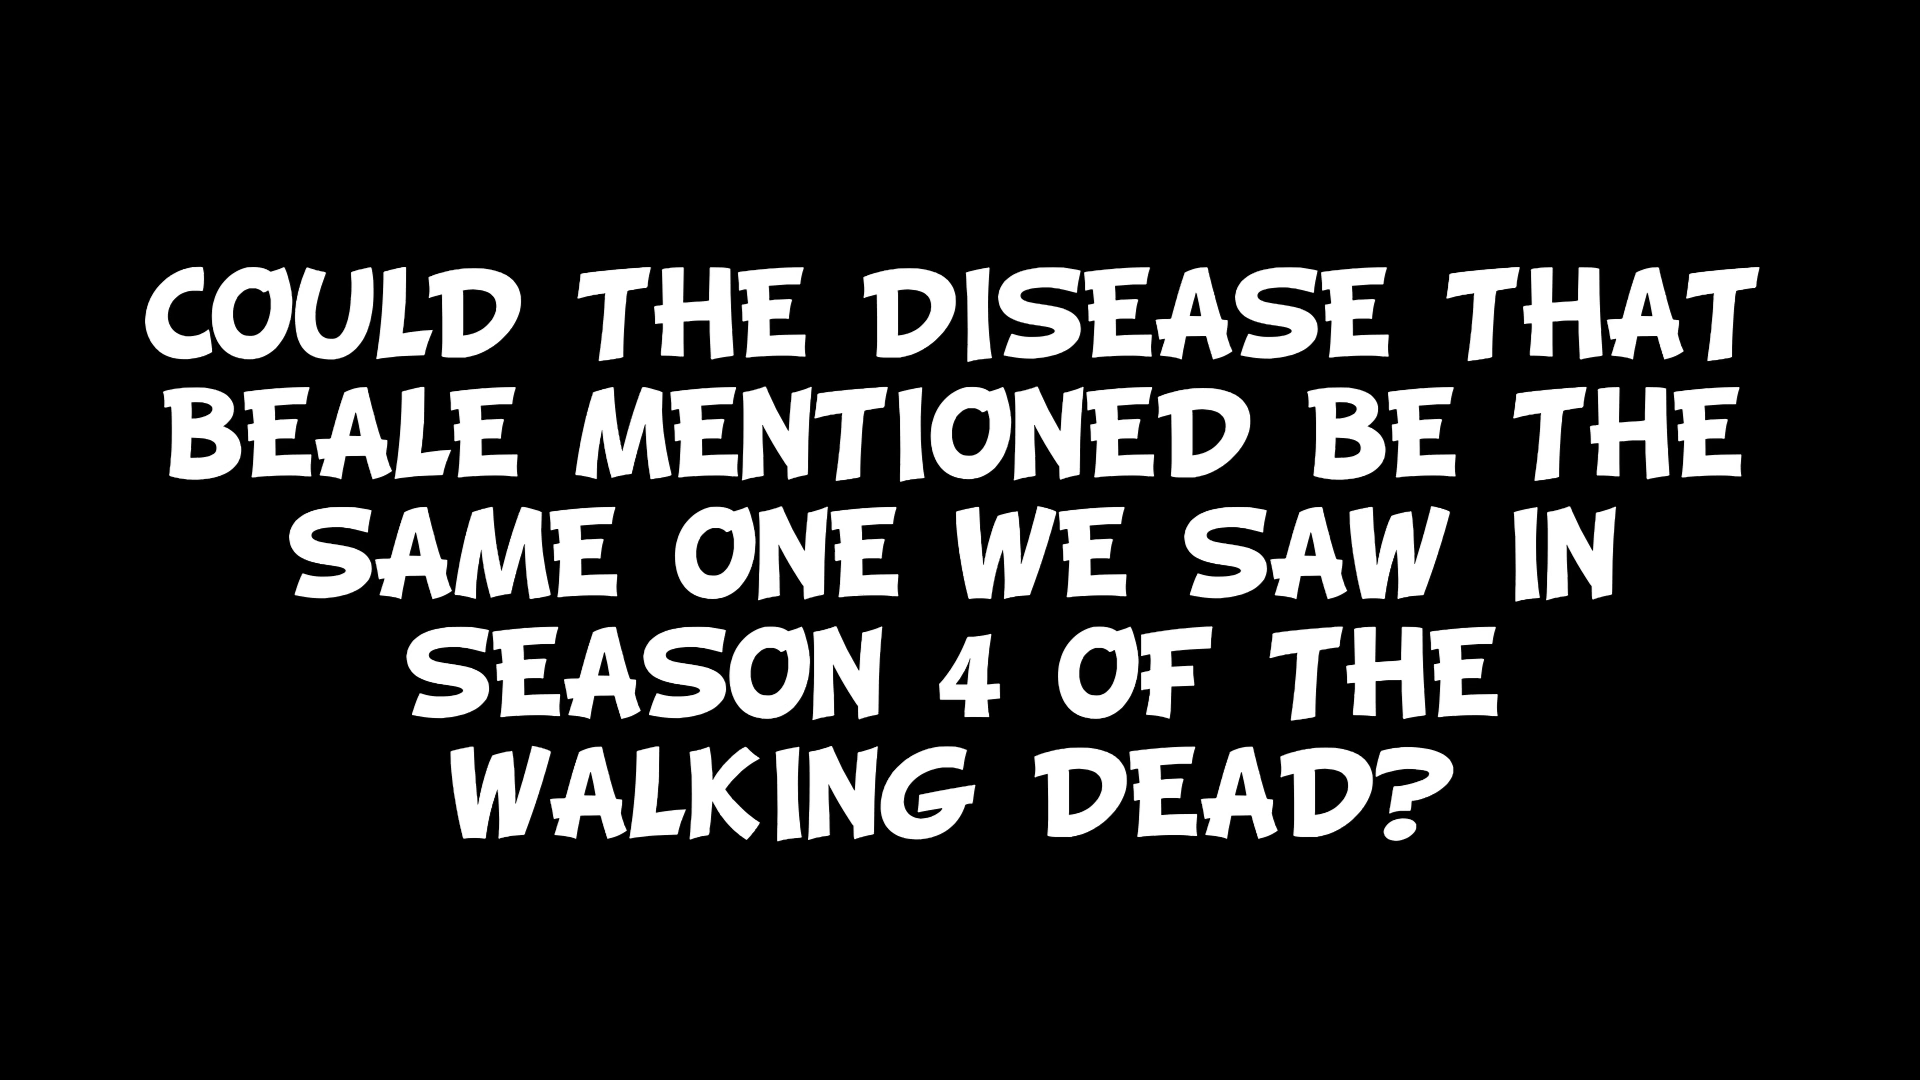 COULD THE DISEASE THAT
BEALE MENTIONED BE THE
SAME ONE WE SAW IN
SEASON 4 OF THE
WALKING DEAD?